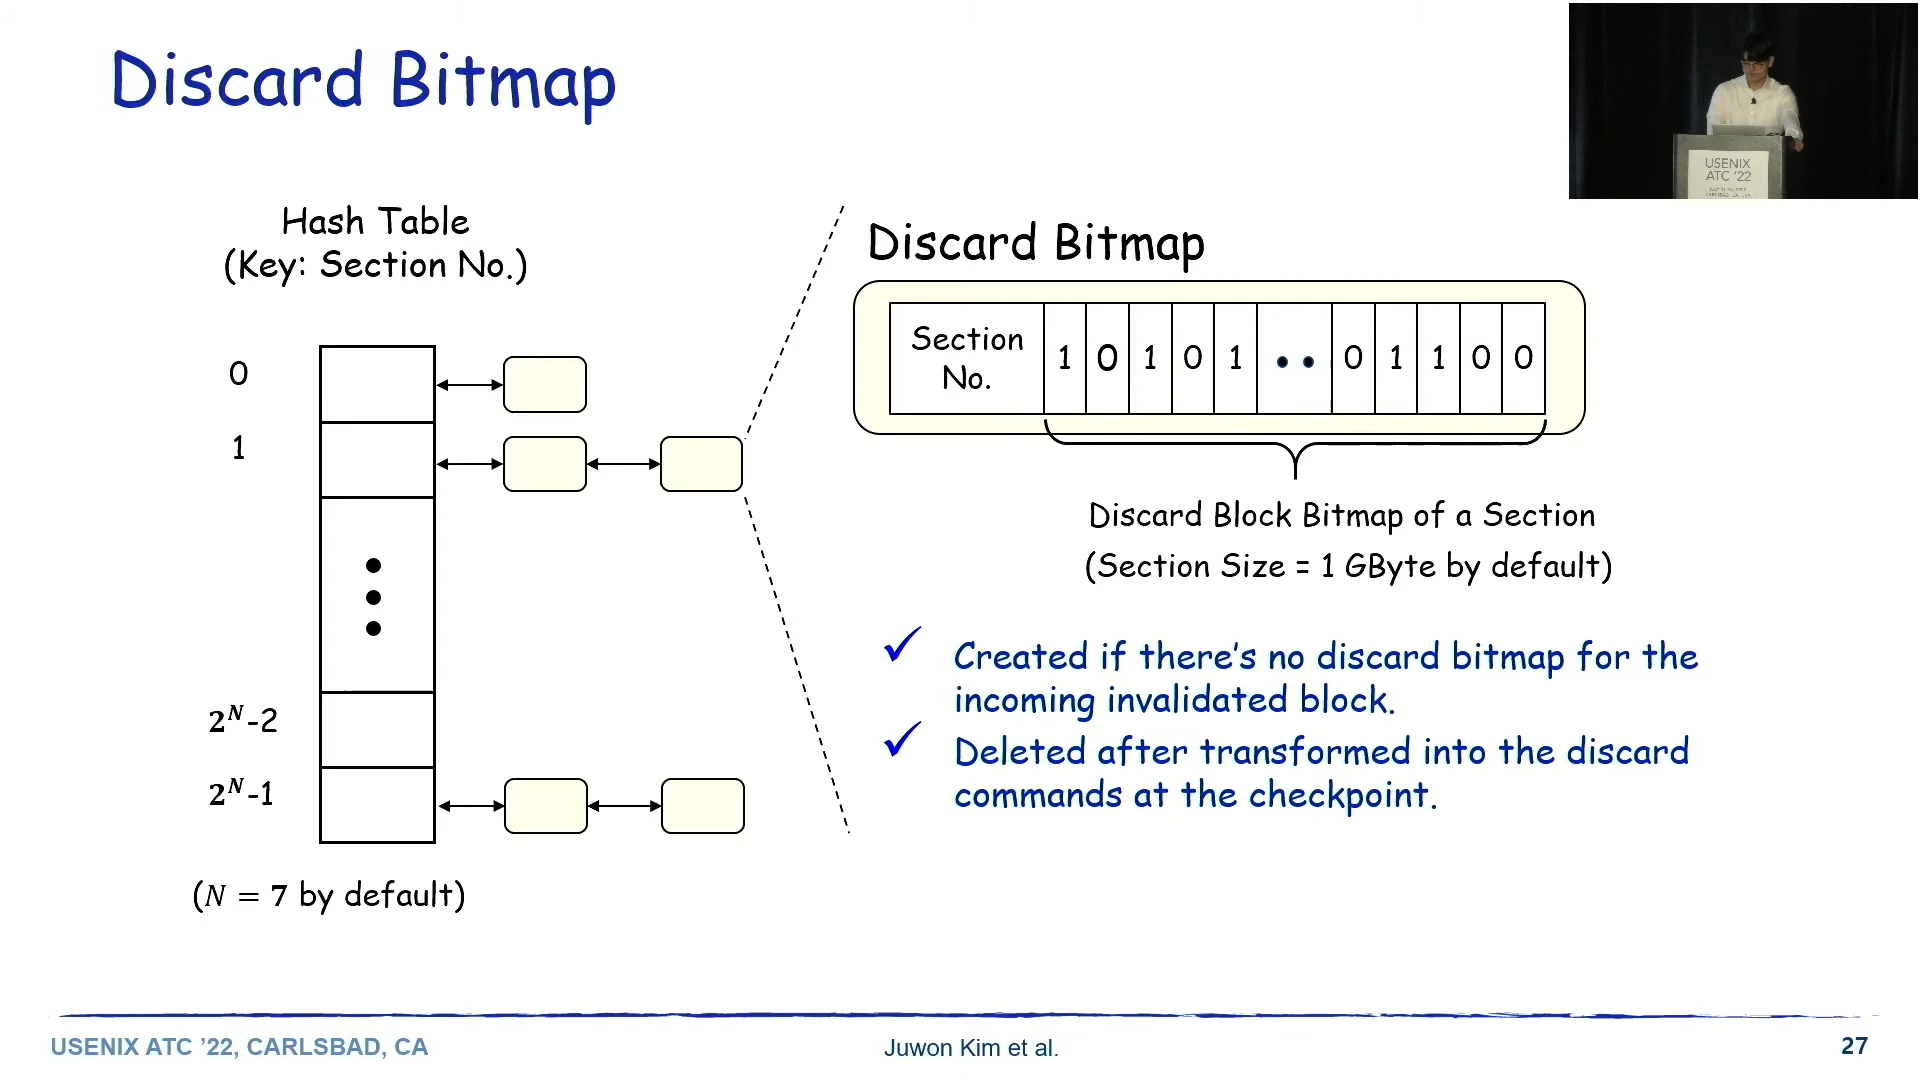 Discard Bitmap
USENIX
ATC '22
Hash Table
(Key: Section No.)
0
1
2^N-2
2^N-1
(N = 7 by default)
Discard Bitmap
Section
No.
1 0 1 0 1 •• 0 1 1 0 0
Discard Block Bitmap of a Section
(Section Size = 1 GByte by default)
✓ Created if there's no discard bitmap for the
incoming invalidated block.
✓ Deleted after transformed into the discard
commands at the checkpoint.
USENIX ATC ’22, CARLSBAD, CA
Juwon Kim et al.
27